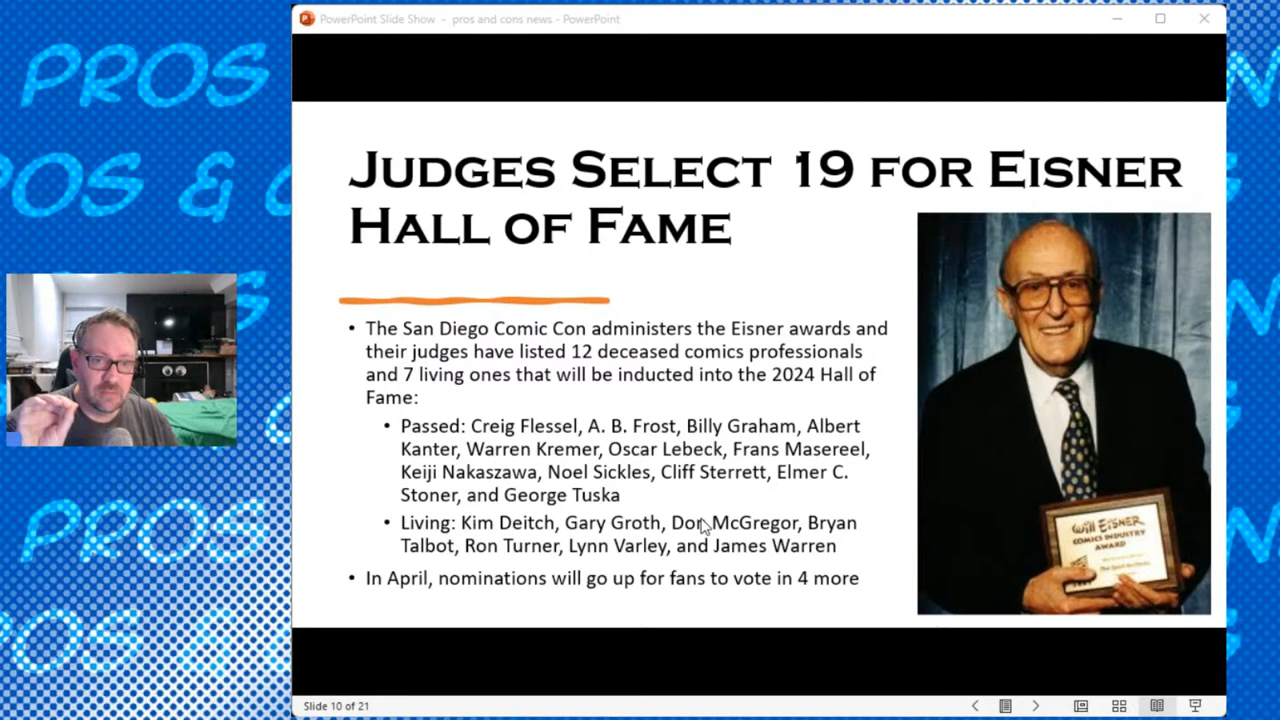 PowerPoint Slide Show - pros and cons news - PowerPoint
PROS
PROS &
PROS
PROS
JUDGES SELECT 19 FOR EISNER
HALL OF FAME
• The San Diego Comic Con administers the Eisner awards and
their judges have listed 12 deceased comics professionals
and 7 living ones that will be inducted into the 2024 Hall of
Fame:
• Passed: Creig Flessel, A. B. Frost, Billy Graham, Albert
Kanter, Warren Kremer, Oscar Lebeck, Frans Masereel,
Keiji Nakaszawa, Noel Sickles, Cliff Sterrett, Elmer C.
Stoner, and George Tuska
• Living: Kim Deitch, Gary Groth, Don McGregor, Bryan
Talbot, Ron Turner, Lynn Varley, and James Warren
• In April, nominations will go up for fans to vote in 4 more
Will EISNER
COMICS INDUSTRY
AWARD
Slide 10 of 21